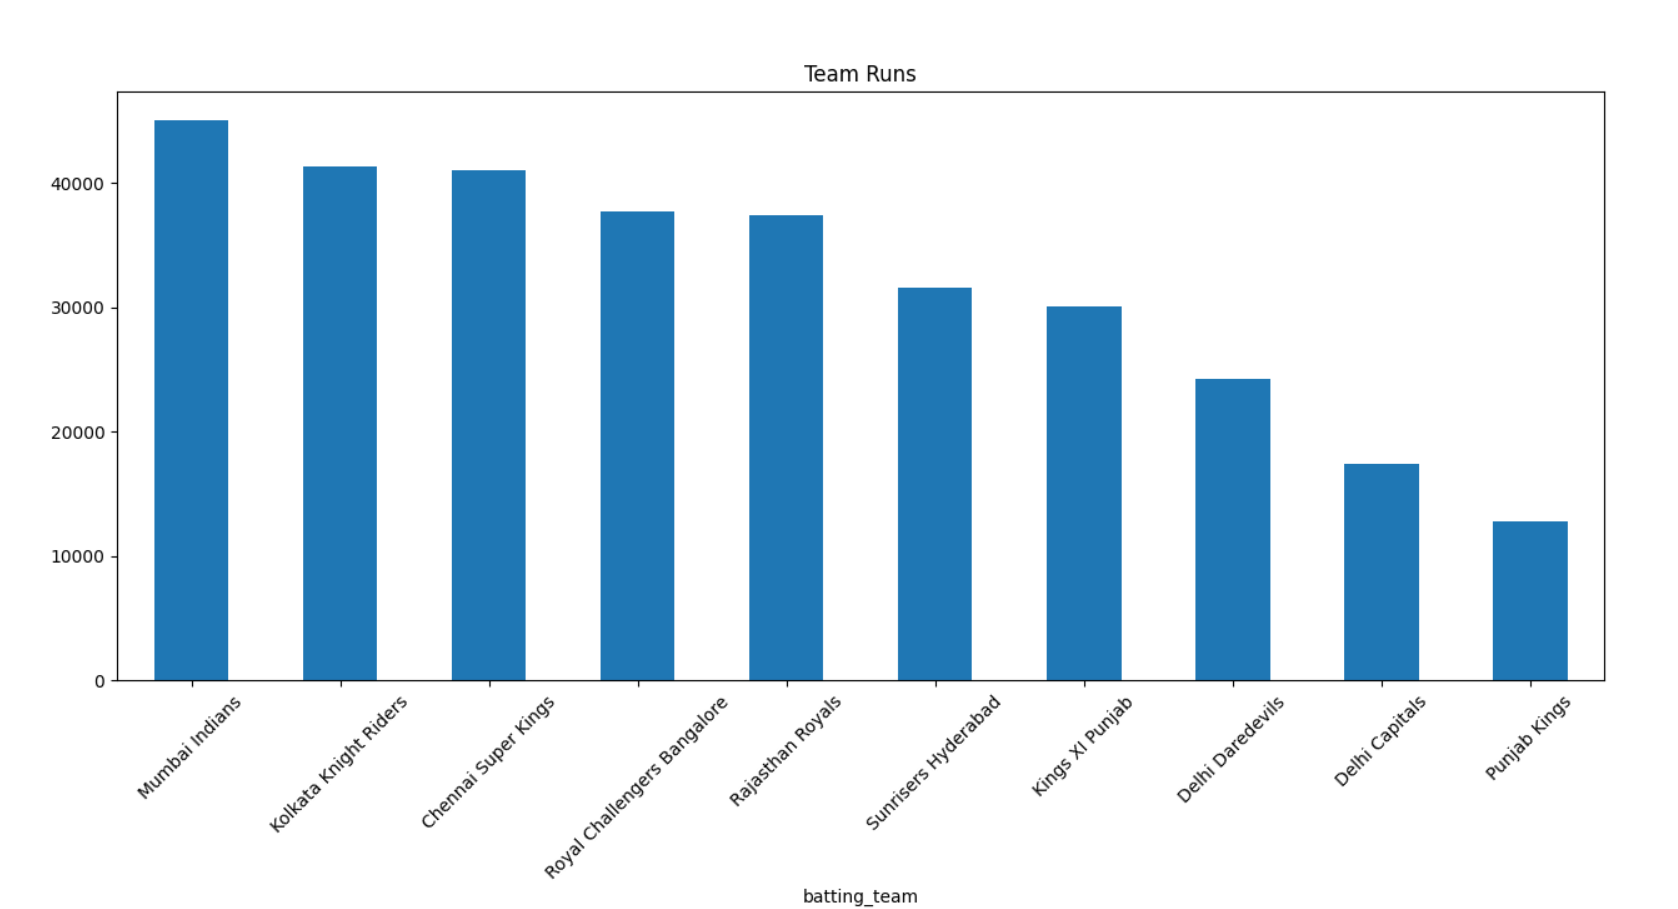 Team Runs
40000
30000
20000
10000
0
Mumbai Indians
Kolkata Knight Riders
Chennai Super Kings
Royal Challengers Bangalore
Rajasthan Royals
Sunrisers Hyderabad
Kings XI Punjab
Delhi Daredevils
Delhi Capitals
Punjab Kings
batting_team